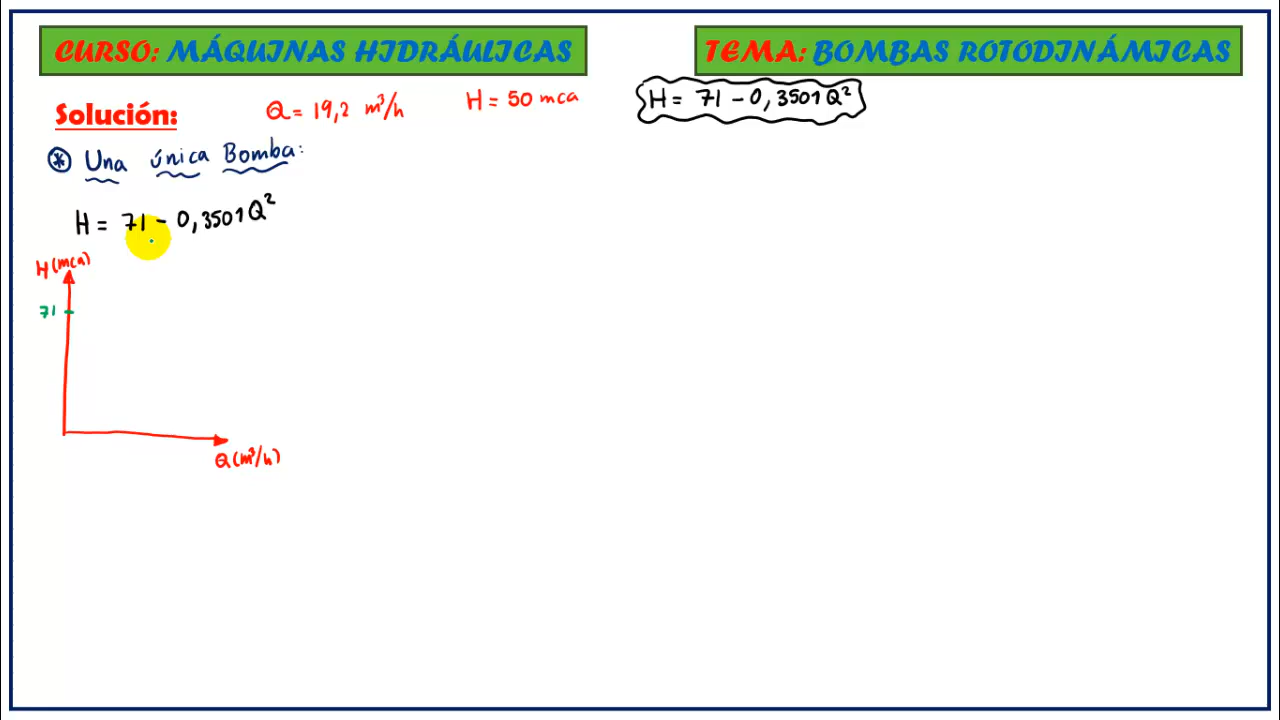 CURSO: MÁQUINAS HIDRÁULICAS
TEMA: BOMBAS ROTODINÁMICAS
Solución:
Q = 19,2 m³/h
H = 50 mca
H = 71 - 0,3501Q²
* Una única Bomba:
H = 71 - 0,3501Q²
H (mca)
71
Q (m³/h)